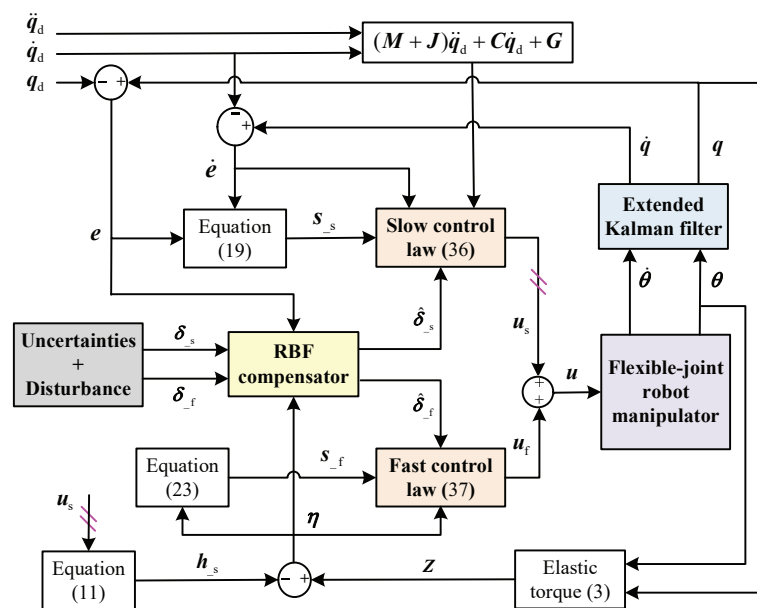 q̈_d
q̇_d
q_d
(M + J)q̈_d + Cq̇_d + G
- +
-
+
ė
q̇
q
Extended
Kalman filter
Equation
(19)
s_s
Slow control
law (36)
e
θ̇
θ
Uncertainties
+
Disturbance
δ_s
δ_f
RBF
compensator
δ̂_s
δ̂_f
u_s
+
+
u
Flexible-joint
robot
manipulator
u_f
Equation
(23)
s_f
Fast control
law (37)
u_s
η
Equation
(11)
h_s
- +
Z
Elastic
torque (3)